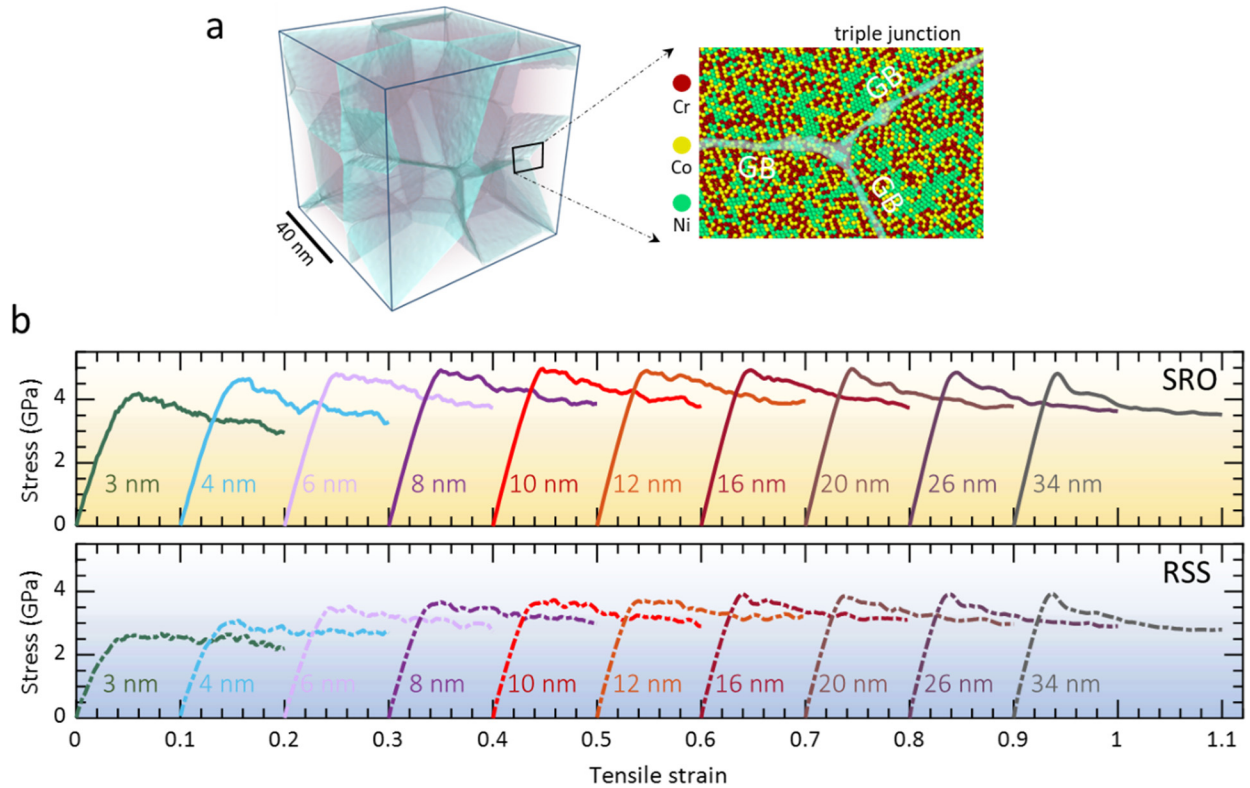 a
triple junction
Cr
Co
Ni
GB
GB
GB
40 nm
b
SRO
Stress (GPa)
4
2
0
3 nm
4 nm
6 nm
8 nm
10 nm
12 nm
16 nm
20 nm
26 nm
34 nm
RSS
Stress (GPa)
4
2
0
3 nm
4 nm
6 nm
8 nm
10 nm
12 nm
16 nm
20 nm
26 nm
34 nm
0 0.1 0.2 0.3 0.4 0.5 0.6 0.7 0.8 0.9 1 1.1
Tensile strain